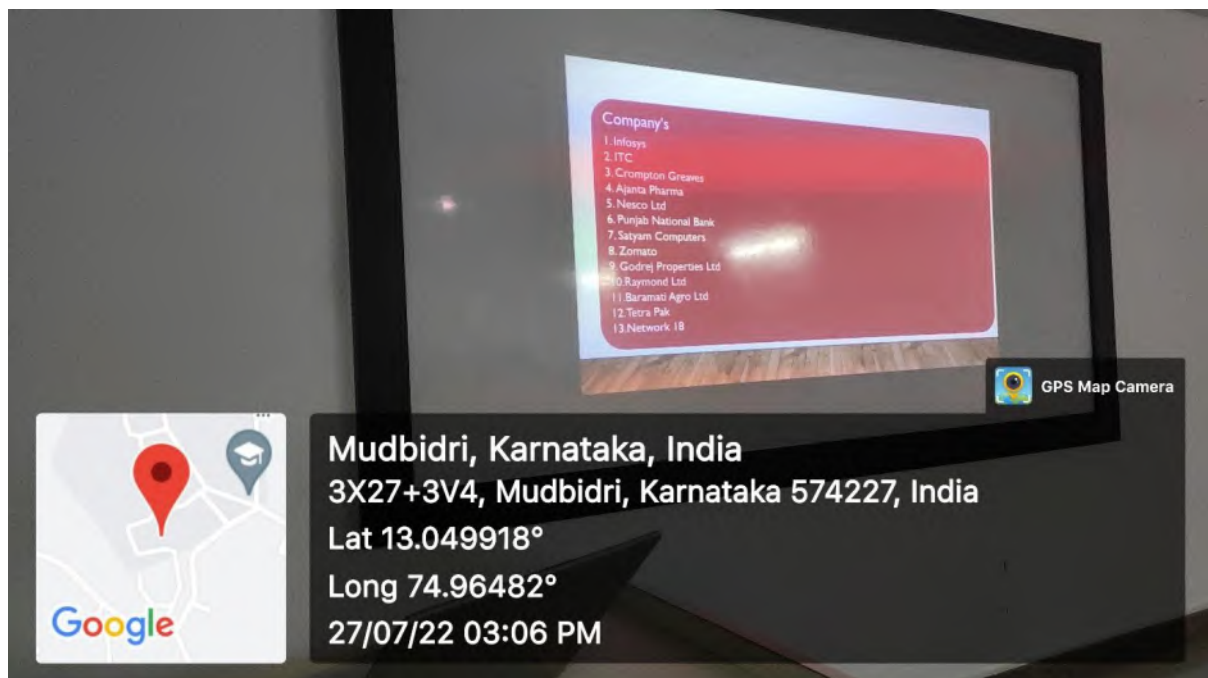 Company's
1. Infosys
2. ITC
3. Crompton Greaves
4. Ajanta Pharma
5. Nesco Ltd
6. Punjab National Bank
7. Satyam Computers
8. Zomato
9. Godrej Properties Ltd
10. Raymond Ltd
11. Baramati Agro Ltd
12. Tetra Pak
13. Network 18
GPS Map Camera
Mudbidri, Karnataka, India
3X27+3V4, Mudbidri, Karnataka 574227, India
Lat 13.049918°
Long 74.96482°
27/07/22 03:06 PM
Google